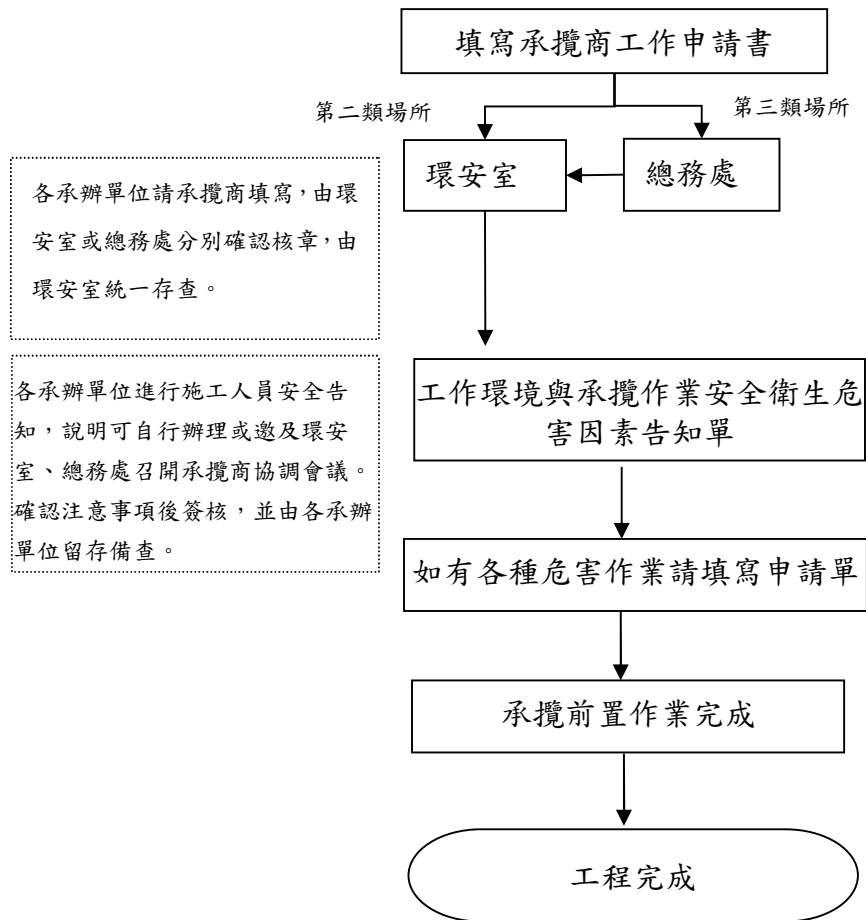 填寫承攬商工作申請書
第二類場所
第三類場所
環安室
總務處
各承辦單位請承攬商填寫，由環
安室或總務處分別確認核章，由
環安室統一存查。
各承辦單位進行施工人員安全告
知，說明可自行辦理或邀及環安
室、總務處召開承攬商協調會議。
確認注意事項後簽核，並由各承辦
單位留存備查。
工作環境與承攬作業安全衛生危
害因素告知單
如有各種危害作業請填寫申請單
承攬前置作業完成
工程完成